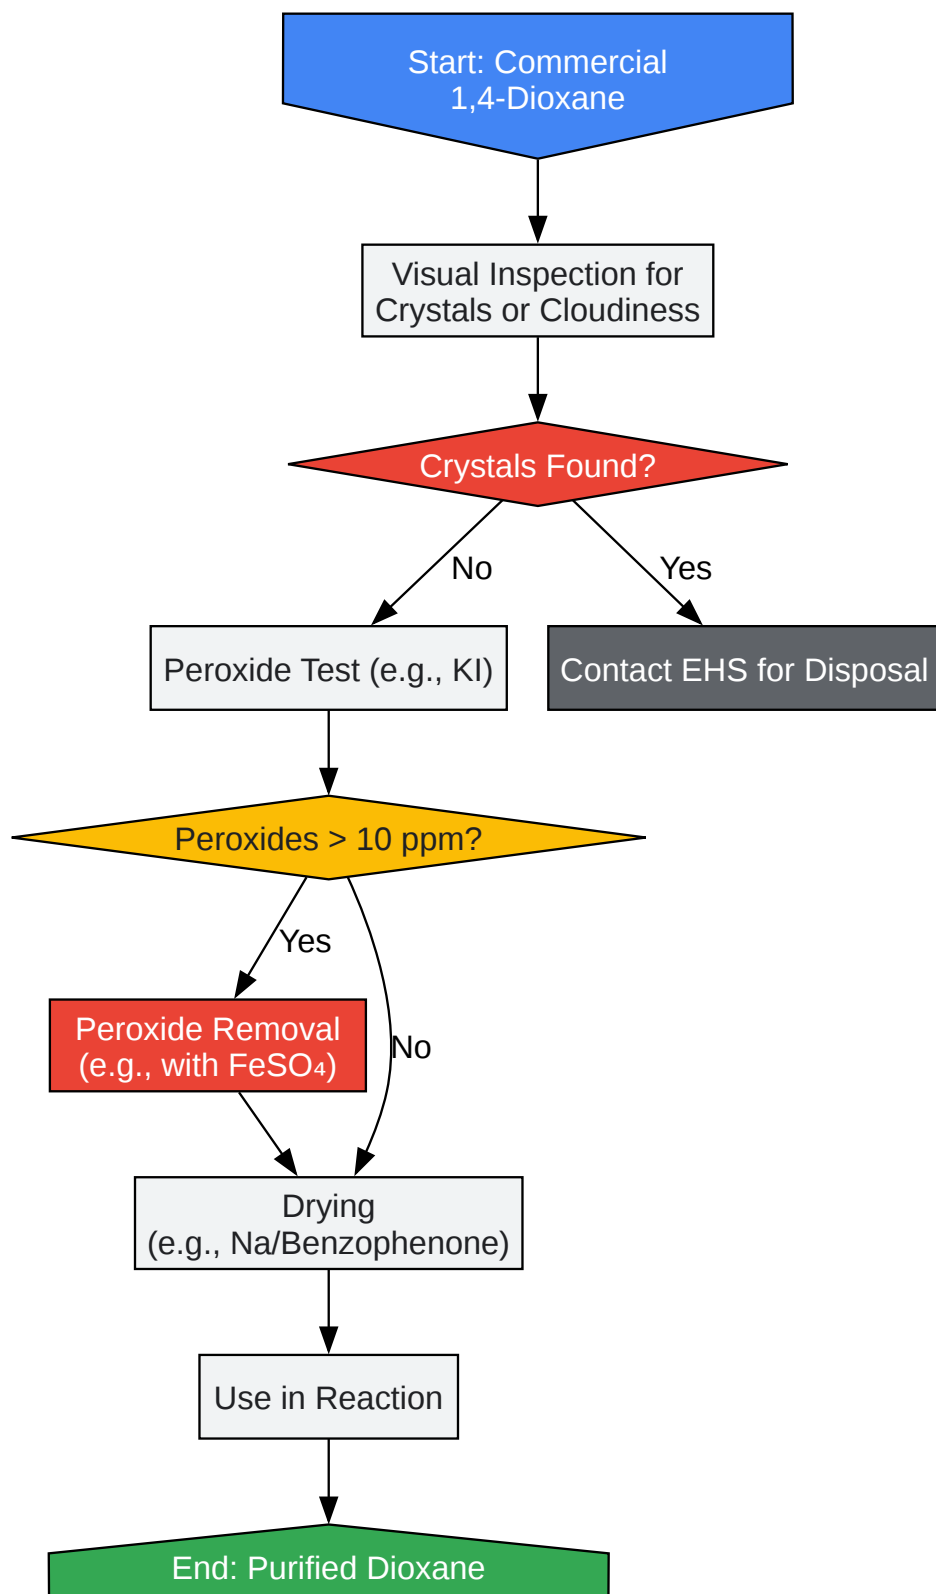 Start: Commercial
1,4-Dioxane
Visual Inspection for
Crystals or Cloudiness
Crystals Found?
No
Yes
Peroxide Test (e.g., KI)
Contact EHS for Disposal
Peroxides > 10 ppm?
Yes
Peroxide Removal
(e.g., with FeSO₄)
No
Drying
(e.g., Na/Benzophenone)
Use in Reaction
End: Purified Dioxane